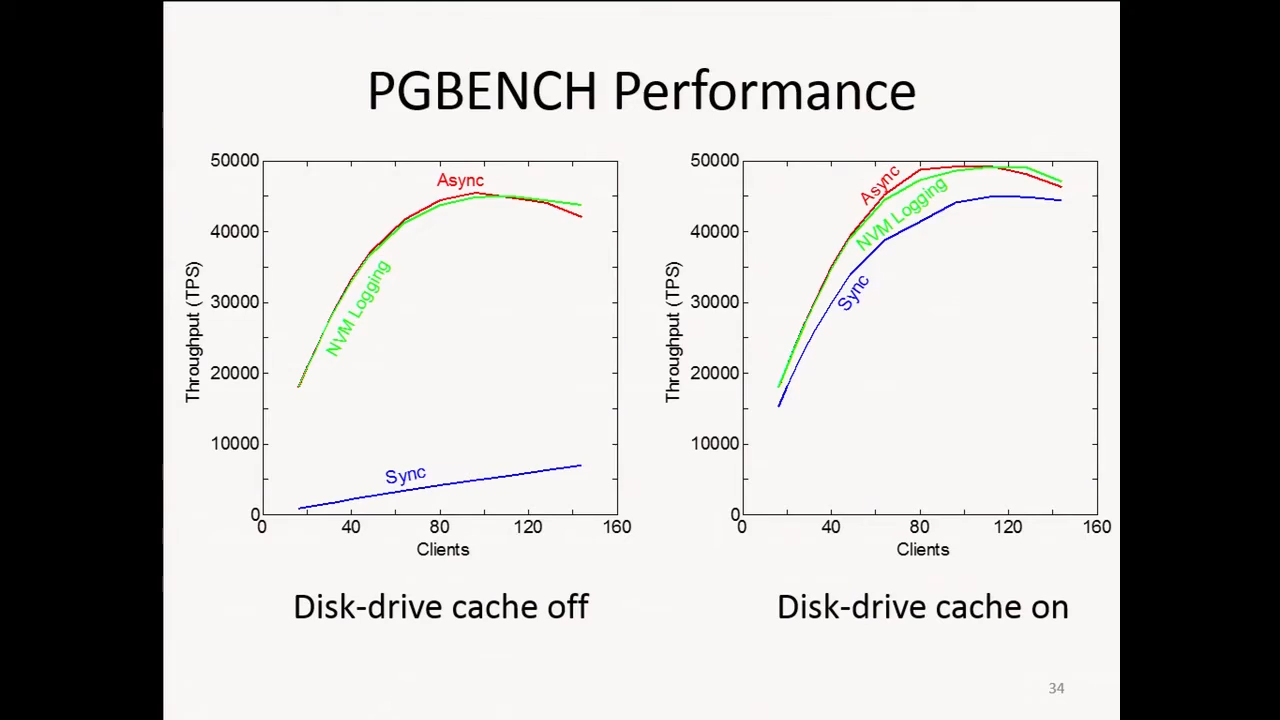 PGBENCH Performance
50000
40000
30000
20000
10000
0
0 40 80 120 160
Throughput (TPS)
Clients
Async
NVM Logging
Sync
Disk-drive cache off
50000
40000
30000
20000
10000
0
0 40 80 120 160
Throughput (TPS)
Clients
Async
NVM Logging
Sync
Disk-drive cache on
34